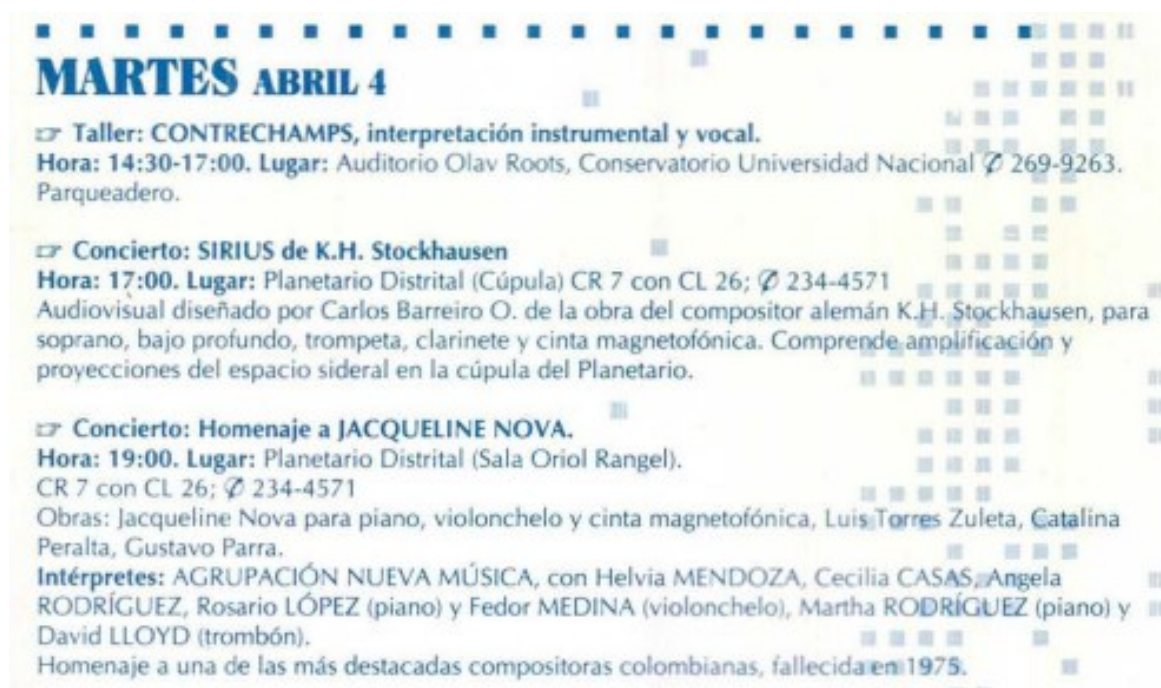 MARTES ABRIL 4
☞ Taller: CONTRECHAMPS, interpretación instrumental y vocal.
Hora: 14:30-17:00. Lugar: Auditorio Olav Roots, Conservatorio Universidad Nacional ✆ 269-9263.
Parqueadero.
☞ Concierto: SIRIUS de K.H. Stockhausen
Hora: 17:00. Lugar: Planetario Distrital (Cúpula) CR 7 con CL 26; ✆ 234-4571
Audiovisual diseñado por Carlos Barreiro O. de la obra del compositor alemán K.H. Stockhausen, para
soprano, bajo profundo, trompeta, clarinete y cinta magnetofónica. Comprende amplificación y
proyecciones del espacio sideral en la cúpula del Planetario.
☞ Concierto: Homenaje a JACQUELINE NOVA.
Hora: 19:00. Lugar: Planetario Distrital (Sala Oriol Rangel).
CR 7 con CL 26; ✆ 234-4571
Obras: Jacqueline Nova para piano, violonchelo y cinta magnetofónica, Luis Torres Zuleta, Catalina
Peralta, Gustavo Parra.
Intérpretes: AGRUPACIÓN NUEVA MÚSICA, con Helvia MENDOZA, Cecilia CASAS, Angela
RODRÍGUEZ, Rosario LÓPEZ (piano) y Fedor MEDINA (violonchelo), Martha RODRÍGUEZ (piano) y
David LLOYD (trombón).
Homenaje a una de las más destacadas compositoras colombianas, fallecida en 1975.